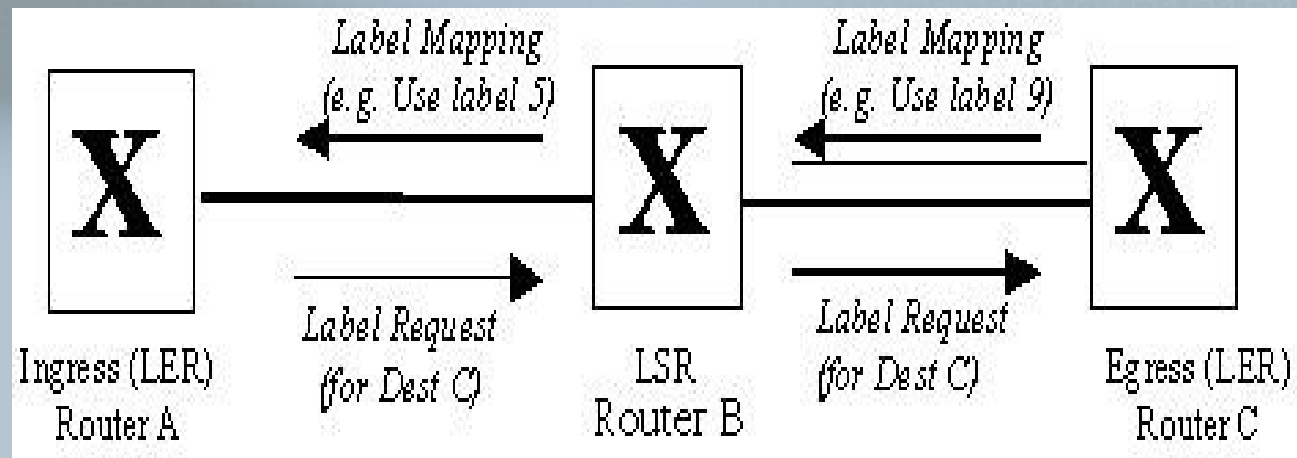 Label Mapping
(e.g. Use label 5)
Label Mapping
(e.g. Use label 9)
X
X
X
Label Request
(for Dest C)
Label Request
(for Dest C)
Ingress (LER)
Router A
LSR
Router B
Egress (LER)
Router C